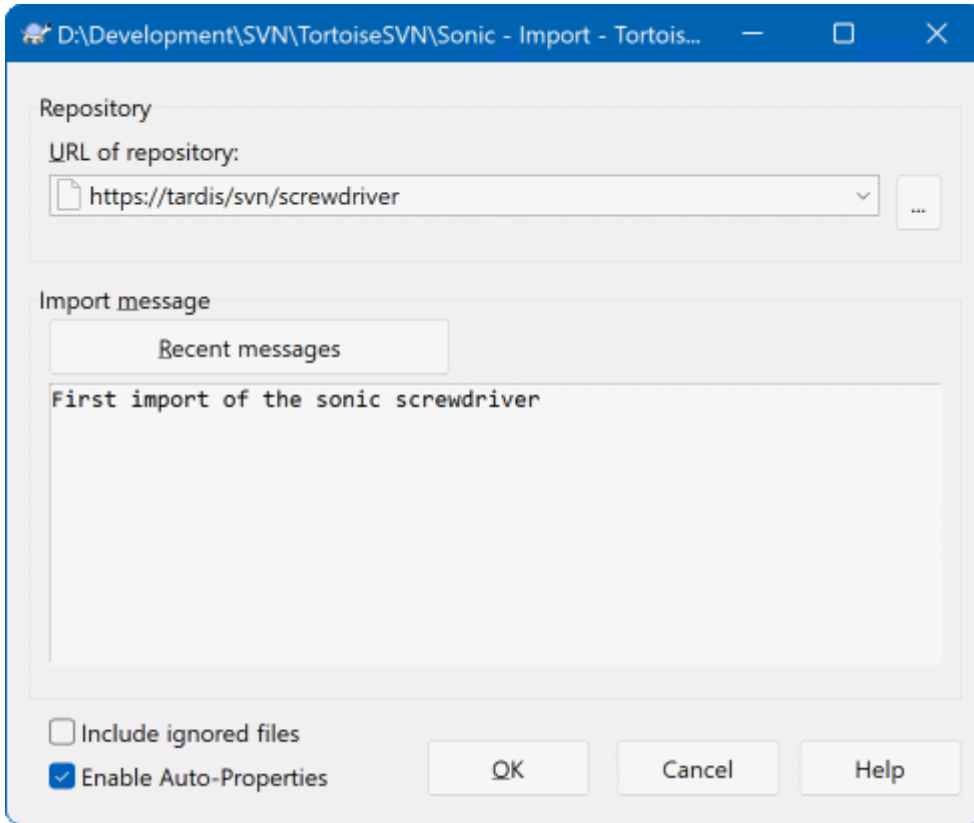 D:\Development\SVN\TortoiseSVN\Sonic - Import - Tortois...
Repository
URL of repository:
https://tardis/svn/screwdriver
...
Import message
Recent messages
First import of the sonic screwdriver
Include ignored files
Enable Auto-Properties
OK
Cancel
Help